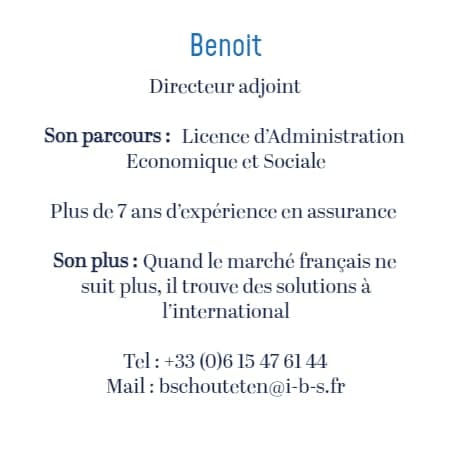 Benoit
Directeur adjoint
Son parcours : Licence d'Administration
Economique et Sociale
Plus de 7 ans d'expérience en assurance
Son plus : Quand le marché français ne
suit plus, il trouve des solutions à
l'international
Tel : +33 (0)6 15 47 61 44
Mail : bschouteten@i-b-s.fr